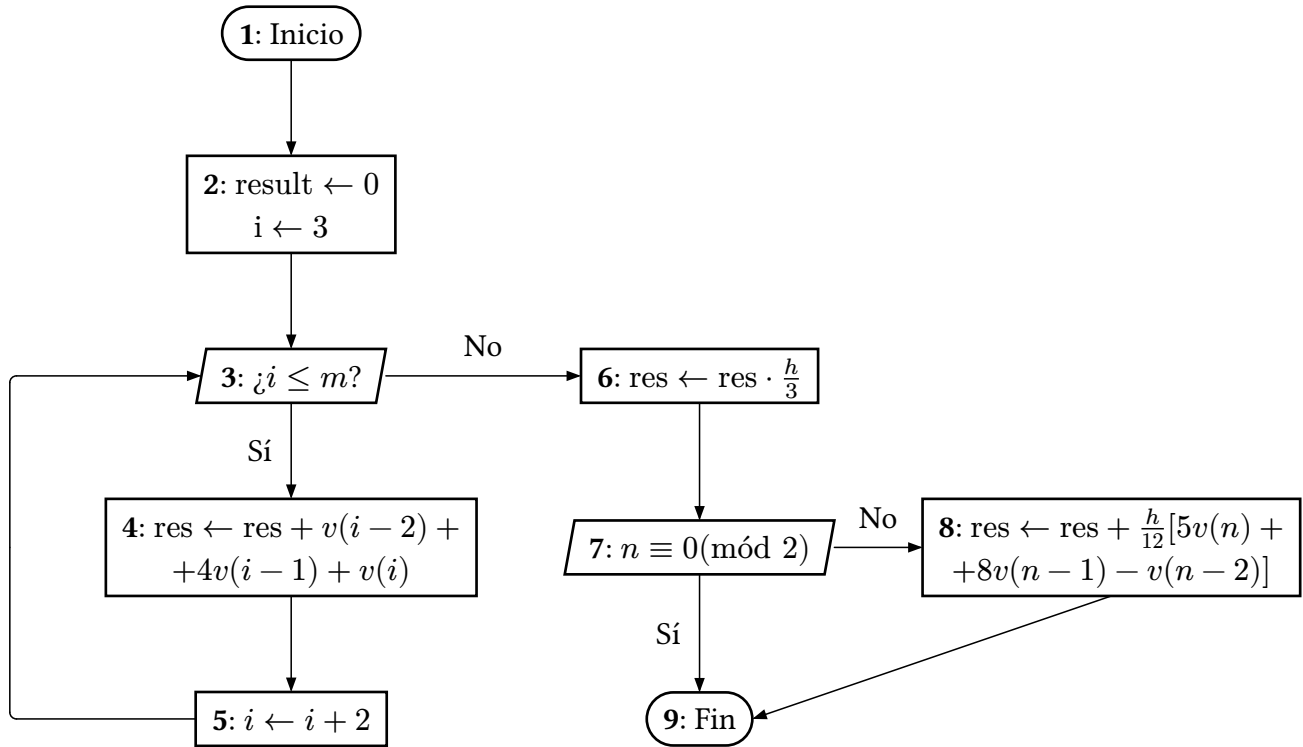 1: Inicio
2: result ← 0
i ← 3
3: ¿i ≤ m?
No
6: res ← res · h/3
Sí
4: res ← res + v(i − 2) +
+4v(i − 1) + v(i)
7: n ≡ 0(mód 2)
No
8: res ← res + h/12[5v(n) +
+8v(n − 1) − v(n − 2)]
Sí
5: i ← i + 2
9: Fin